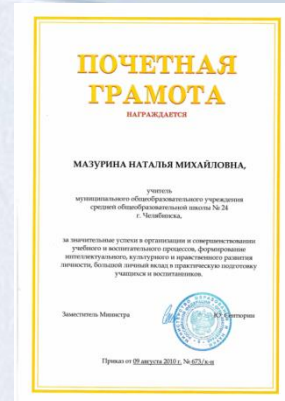 ПОЧЕТНАЯ
ГРАМОТА
НАГРАЖДАЕТСЯ
МАЗУРИНА НАТАЛЬЯ МИХАЙЛОВНА,
учитель
муниципального общеобразовательного учреждения
средней общеобразовательной школы № 24
г. Челябинска,
за значительные успехи в организации и совершенствовании
учебного и воспитательного процессов, формирование
интеллектуального, культурного и нравственного развития
личности, большой личный вклад в практическую подготовку
учащихся и воспитанников.
Заместитель Министра
Ю. Сентюрин
Приказ от 09 августа 2010 г. № 673/к-н